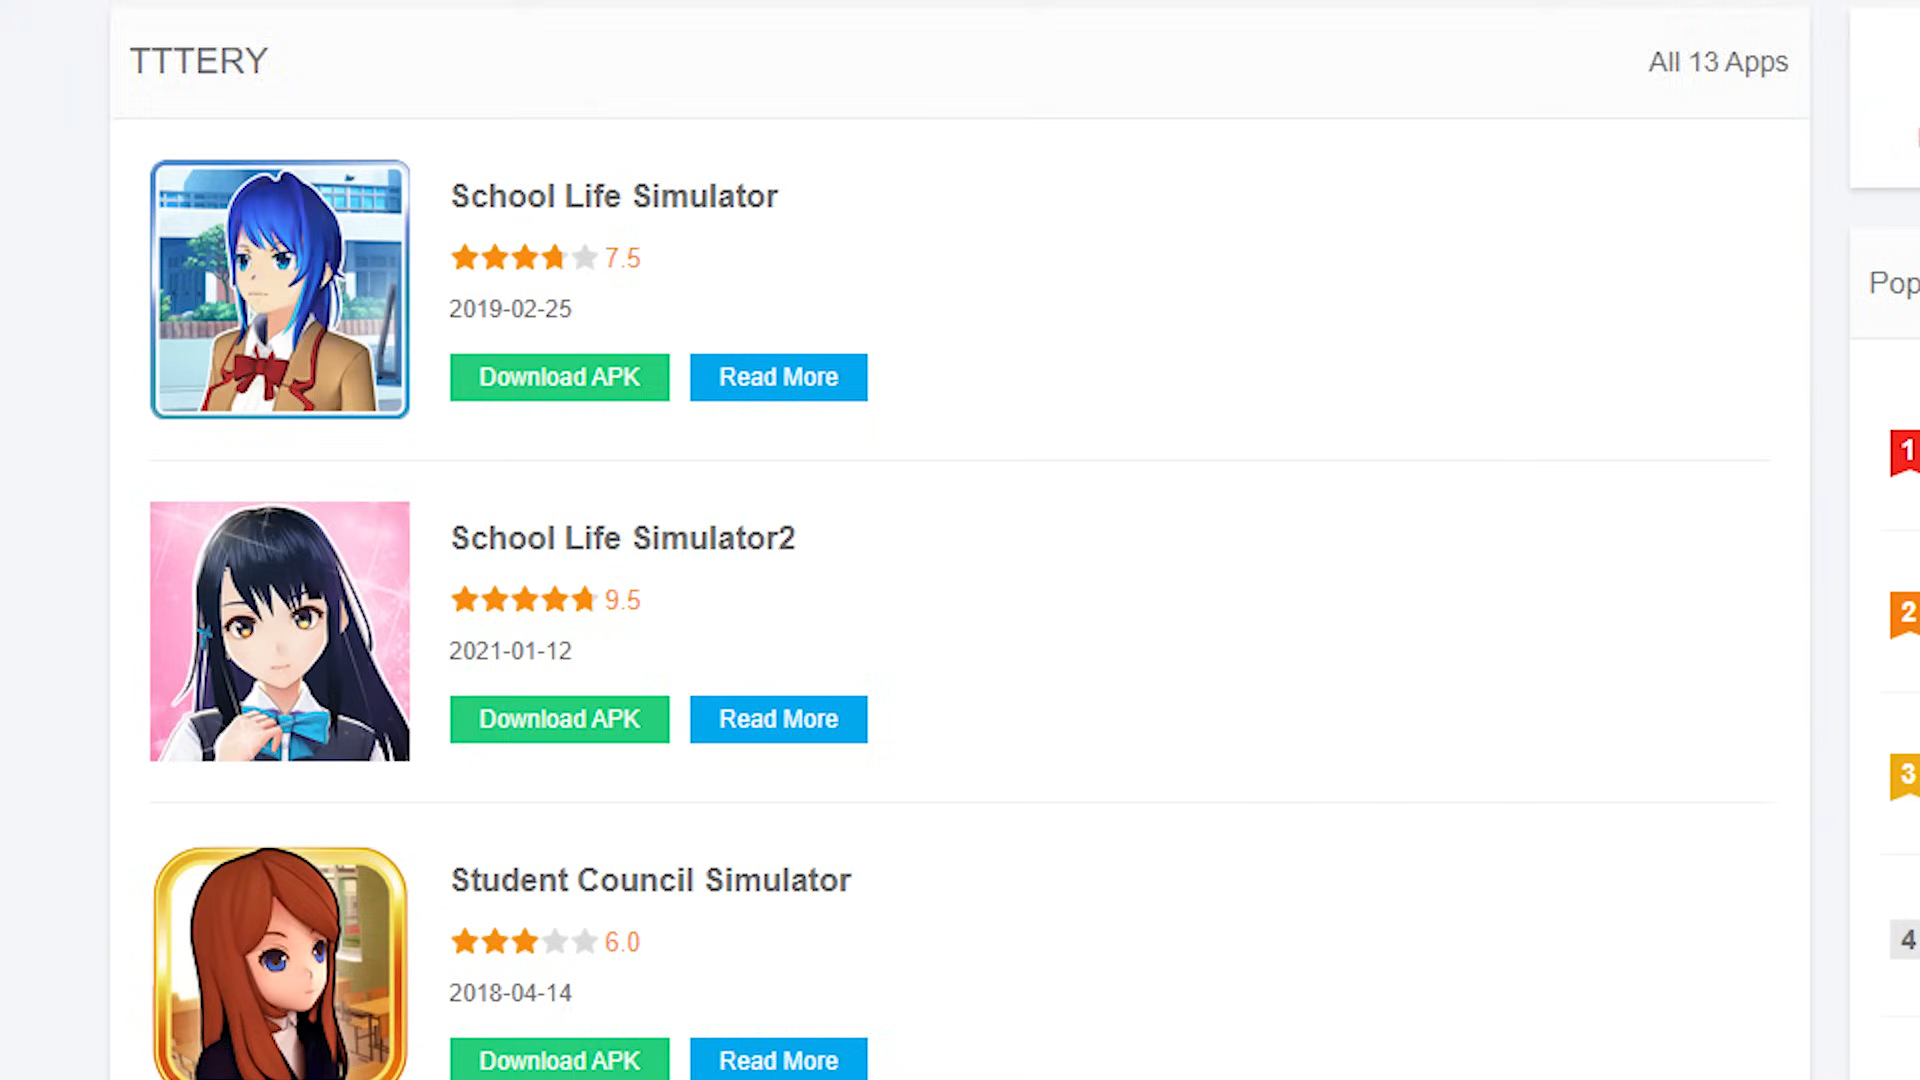 TTTERY
All 13 Apps
School Life Simulator
7.5
2019-02-25
Download APK
Read More
School Life Simulator2
9.5
2021-01-12
Download APK
Read More
Student Council Simulator
6.0
2018-04-14
Download APK
Read More
Pop
1
2
3
4